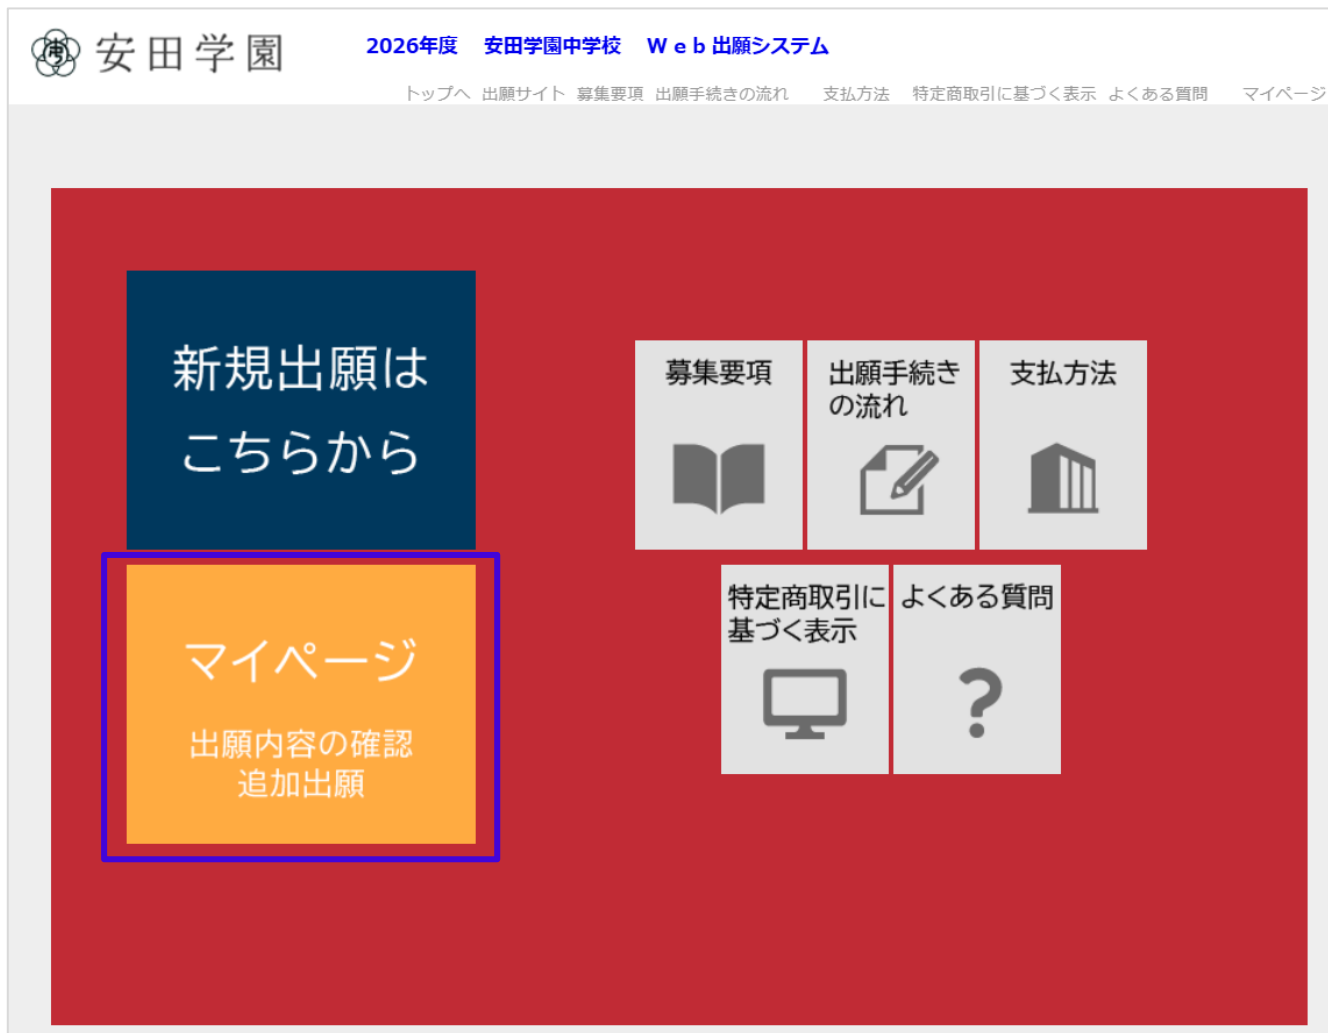 安田学園
2026年度 安田学園中学校 Ｗｅｂ出願システム
トップへ 出願サイト 募集要項 出願手続きの流れ 支払方法 特定商取引に基づく表示 よくある質問 マイページ
新規出願は
こちらから
募集要項
出願手続き
の流れ
支払方法
マイページ
出願内容の確認
追加出願
特定商取引に
基づく表示
よくある質問